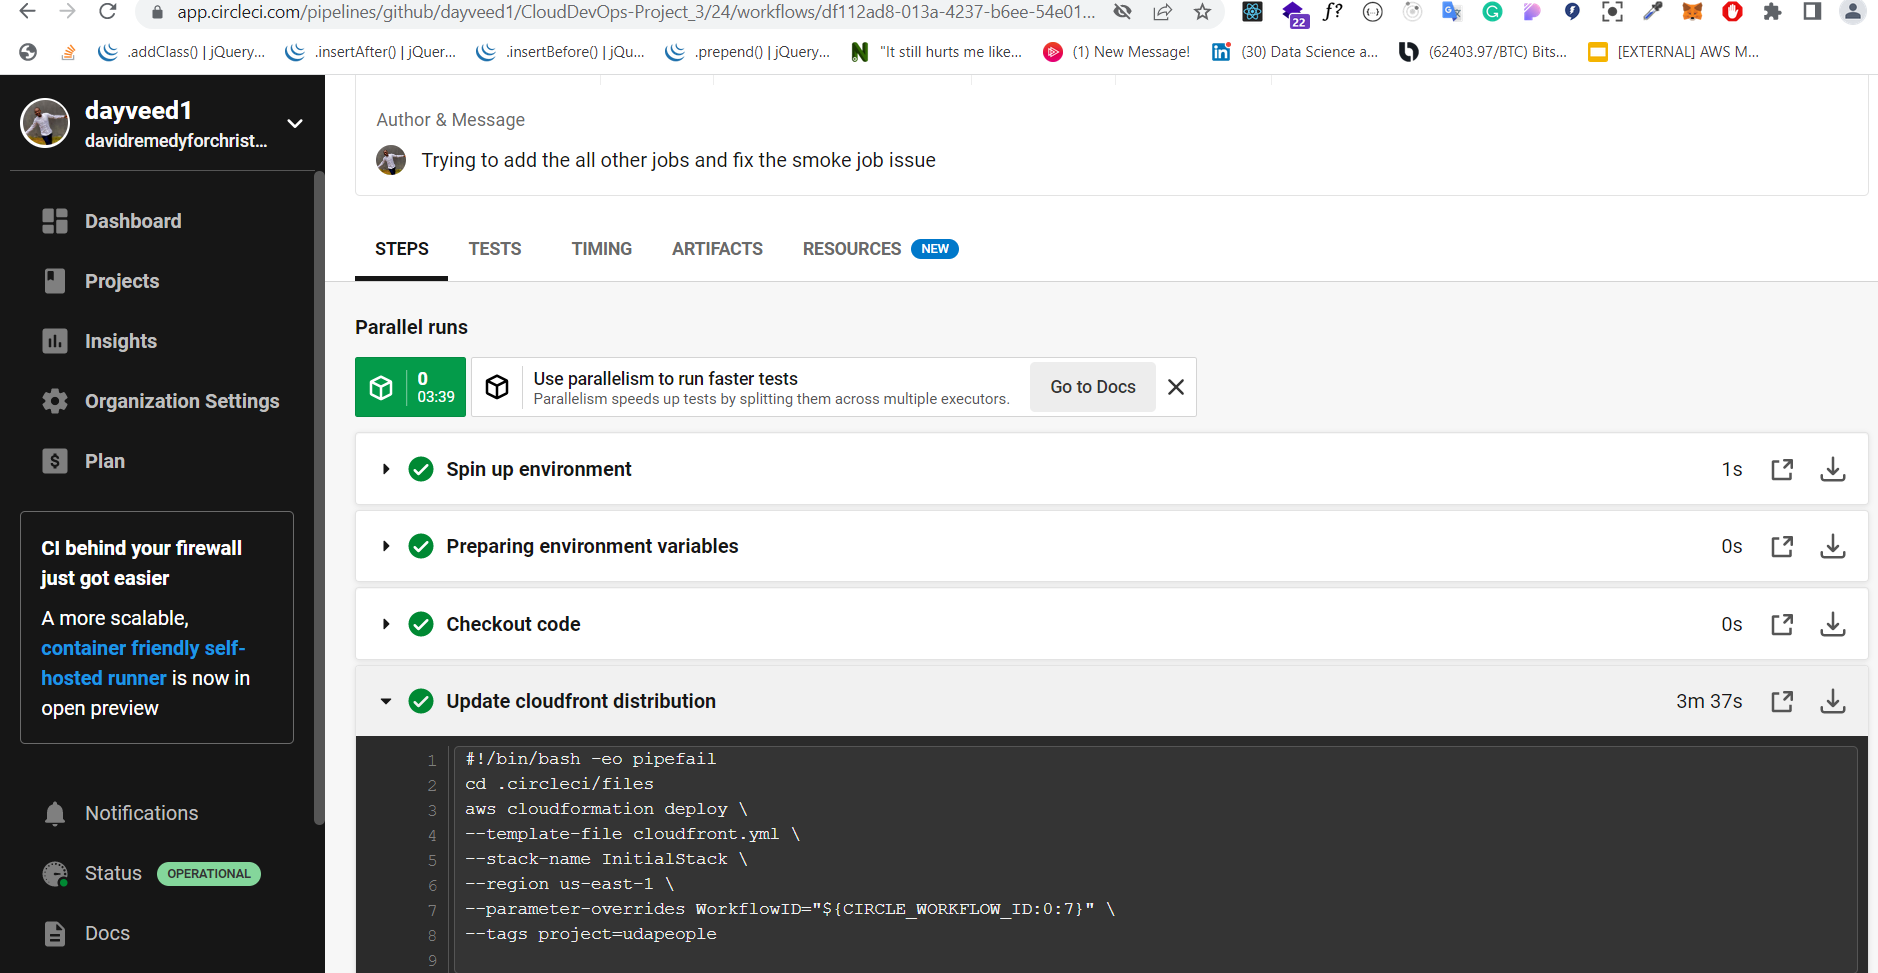 app.circleci.com/pipelines/github/dayveed1/CloudDevOps-Project_3/24/workflows/df112ad8-013a-4237-b6ee-54e01...
22
f?
.addClass() | jQuery...
.insertAfter() | jQuer...
.insertBefore() | jQu...
.prepend() | jQuery...
"It still hurts me like...
(1) New Message!
(30) Data Science a...
(62403.97/BTC) Bits...
[EXTERNAL] AWS M...
dayveed1
davidremedyforchrist...
Dashboard
Projects
Insights
Organization Settings
Plan
CI behind your firewall
just got easier
A more scalable,
container friendly self-
hosted runner is now in
open preview
Notifications
Status OPERATIONAL
Docs
Author & Message
Trying to add the all other jobs and fix the smoke job issue
STEPS TESTS TIMING ARTIFACTS RESOURCES NEW
Parallel runs
0
03:39
Use parallelism to run faster tests
Parallelism speeds up tests by splitting them across multiple executors.
Go to Docs
Spin up environment 1s
Preparing environment variables 0s
Checkout code 0s
Update cloudfront distribution 3m 37s
1 #!/bin/bash -eo pipefail
2 cd .circleci/files
3 aws cloudformation deploy \
4 --template-file cloudfront.yml \
5 --stack-name InitialStack \
6 --region us-east-1 \
7 --parameter-overrides WorkflowID="${CIRCLE_WORKFLOW_ID:0:7}" \
8 --tags project=udapeople
9